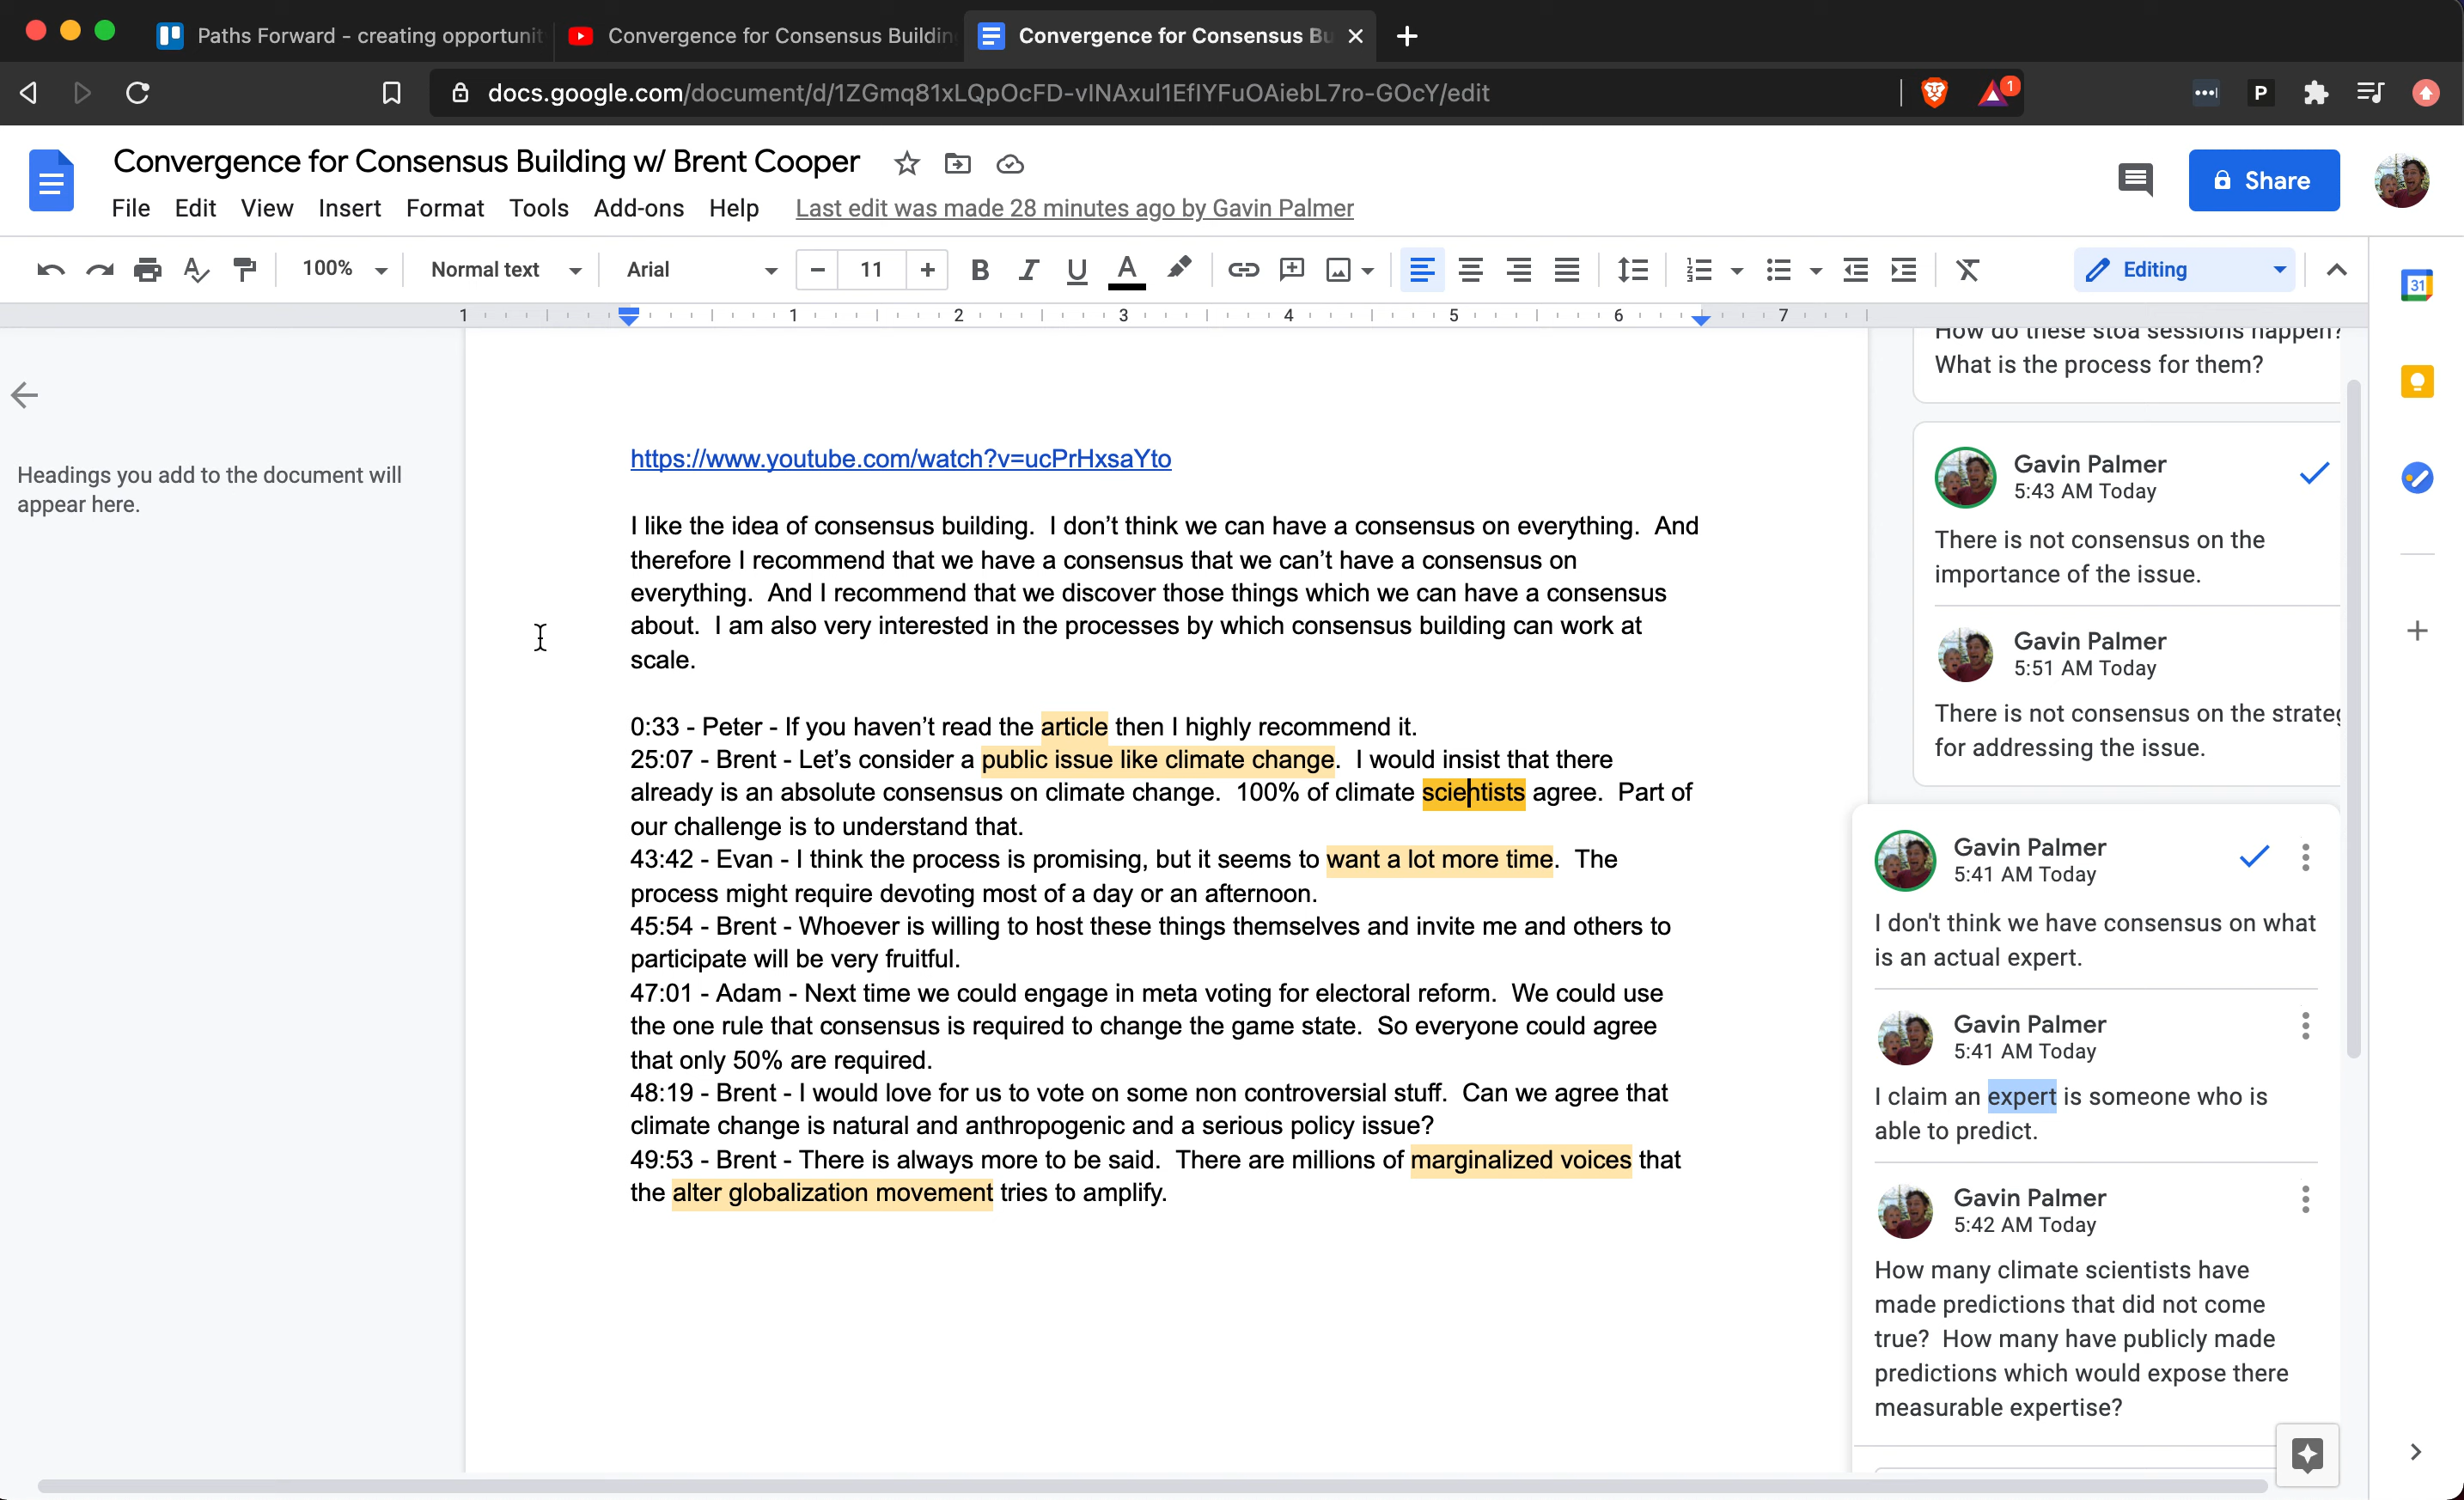 Paths Forward - creating opportunit
Convergence for Consensus Buildin
Convergence for Consensus Bu
docs.google.com/document/d/1ZGmq81xLQpOcFD-vINAxul1EfIYFuOAiebL7ro-GOcY/edit
1
P
Convergence for Consensus Building w/ Brent Cooper
Share
File Edit View Insert Format Tools Add-ons Help Last edit was made 28 minutes ago by Gavin Palmer
100% Normal text Arial 11 B I U A Editing
31
1 1 2 3 4 5 6 7
Headings you add to the document will
appear here.
https://www.youtube.com/watch?v=ucPrHxsaYto
I like the idea of consensus building. I don't think we can have a consensus on everything. And
therefore I recommend that we have a consensus that we can't have a consensus on
everything. And I recommend that we discover those things which we can have a consensus
about. I am also very interested in the processes by which consensus building can work at
scale.
0:33 - Peter - If you haven't read the article then I highly recommend it.
25:07 - Brent - Let's consider a public issue like climate change. I would insist that there
already is an absolute consensus on climate change. 100% of climate scientists agree. Part of
our challenge is to understand that.
43:42 - Evan - I think the process is promising, but it seems to want a lot more time. The
process might require devoting most of a day or an afternoon.
45:54 - Brent - Whoever is willing to host these things themselves and invite me and others to
participate will be very fruitful.
47:01 - Adam - Next time we could engage in meta voting for electoral reform. We could use
the one rule that consensus is required to change the game state. So everyone could agree
that only 50% are required.
48:19 - Brent - I would love for us to vote on some non controversial stuff. Can we agree that
climate change is natural and anthropogenic and a serious policy issue?
49:53 - Brent - There is always more to be said. There are millions of marginalized voices that
the alter globalization movement tries to amplify.
How do these stoa sessions happen?
What is the process for them?
Gavin Palmer
5:43 AM Today
There is not consensus on the
importance of the issue.
Gavin Palmer
5:51 AM Today
There is not consensus on the strateg
for addressing the issue.
Gavin Palmer
5:41 AM Today
I don't think we have consensus on what
is an actual expert.
Gavin Palmer
5:41 AM Today
I claim an expert is someone who is
able to predict.
Gavin Palmer
5:42 AM Today
How many climate scientists have
made predictions that did not come
true? How many have publicly made
predictions which would expose there
measurable expertise?